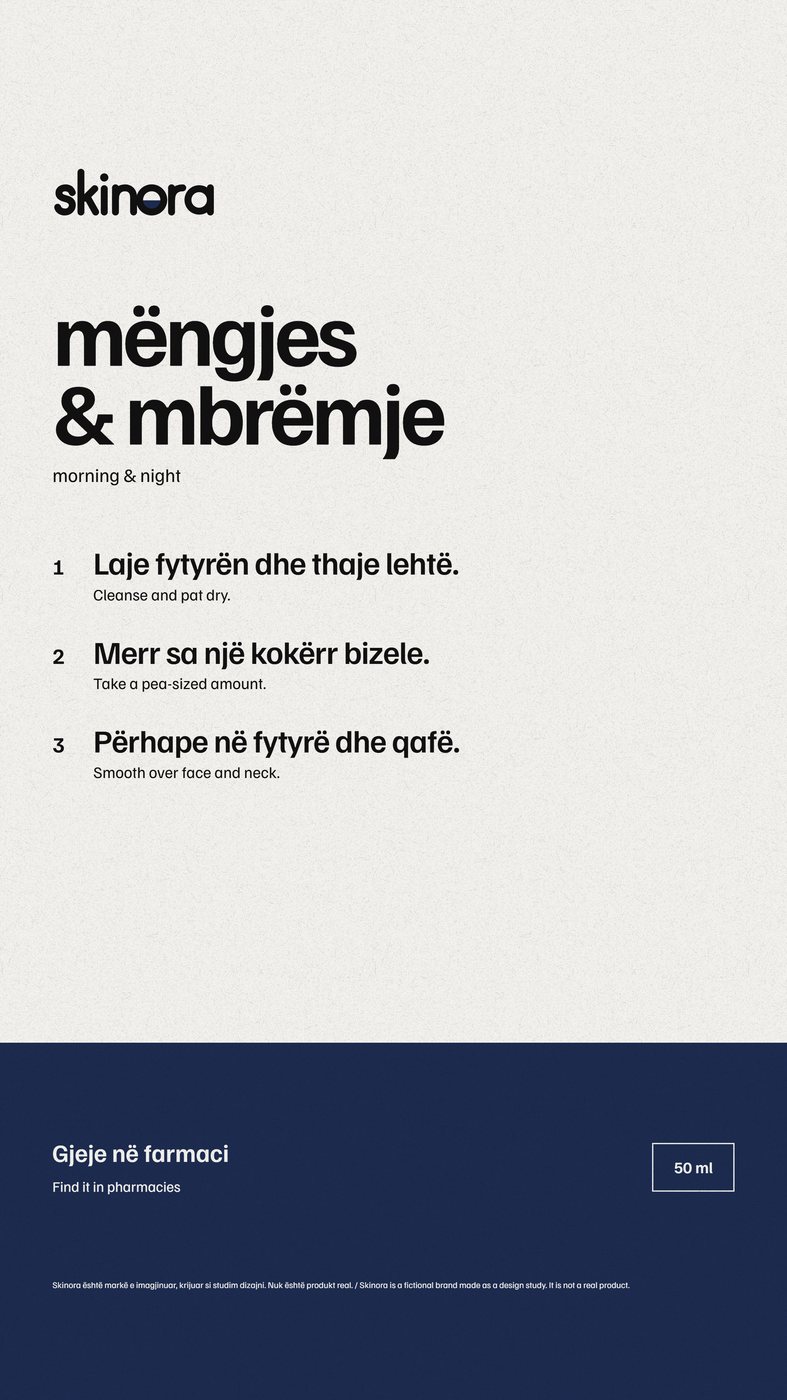 skinora
mëngjes
& mbrëmje
morning & night
1 Laje fytyrën dhe thaje lehtë.
Cleanse and pat dry.
2 Merr sa një kokërr bizele.
Take a pea-sized amount.
3 Përhape në fytyrë dhe qafë.
Smooth over face and neck.
Gjeje në farmaci
50 ml
Find it in pharmacies
Skinora është markë e imagjinuar, krijuar si studim dizajni. Nuk është produkt real. / Skinora is a fictional brand made as a design study. It is not a real product.